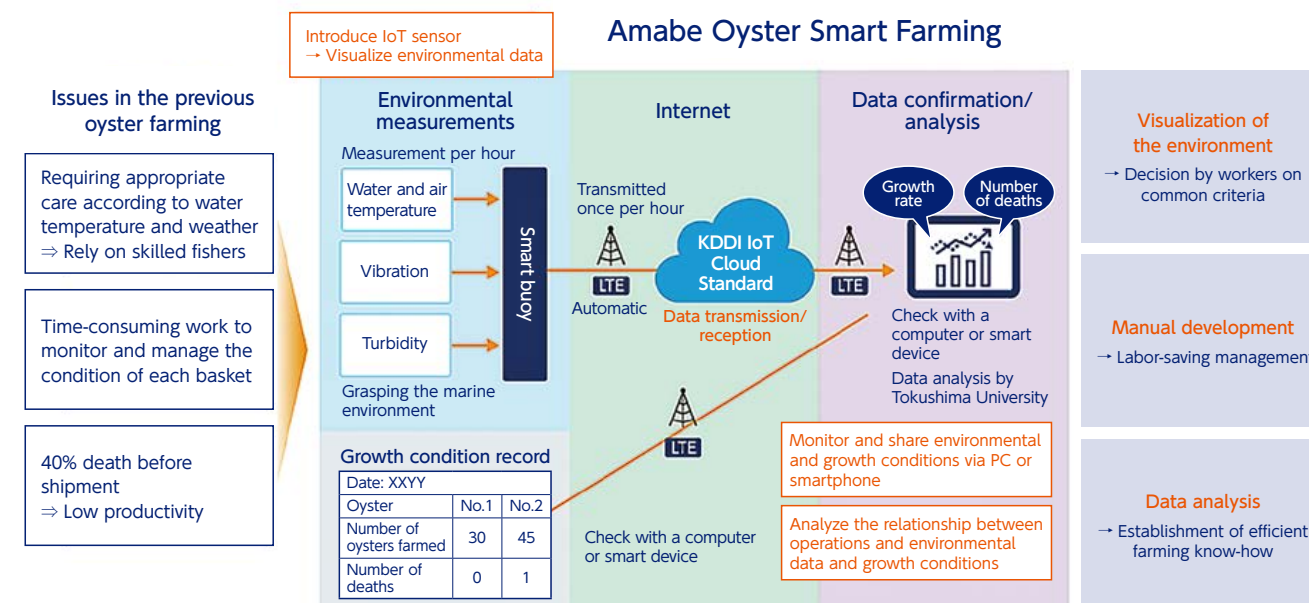 Introduce IoT sensor
→ Visualize environmental data
Amabe Oyster Smart Farming
Issues in the previous
oyster farming
Requiring appropriate
care according to water
temperature and weather
⇒ Rely on skilled fishers
Time-consuming work to
monitor and manage the
condition of each basket
40% death before
shipment
⇒ Low productivity
Environmental
measurements
Measurement per hour
Water and air
temperature
Vibration
Turbidity
Smart buoy
Grasping the marine
environment
Growth condition record
Date: XXYY
Oyster No.1 No.2
Number of
oysters farmed 30 45
Number of
deaths 0 1
Internet
Transmitted
once per hour
LTE
Automatic
KDDI IoT
Cloud
Standard
Data transmission/
reception
LTE
LTE
Check with a computer
or smart device
Data confirmation/
analysis
Growth
rate
Number
of deaths
Check with a
computer or smart
device
Data analysis by
Tokushima University
Monitor and share environmental
and growth conditions via PC or
smartphone
Analyze the relationship between
operations and environmental
data and growth conditions
Visualization of
the environment
→ Decision by workers on
common criteria
Manual development
→ Labor-saving management
Data analysis
→ Establishment of efficient
farming know-how